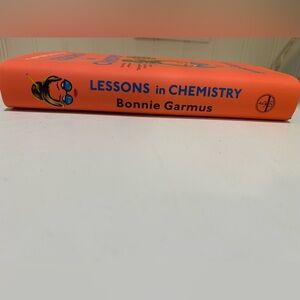 LESSONS in CHEMISTRY
Bonnie Garmus